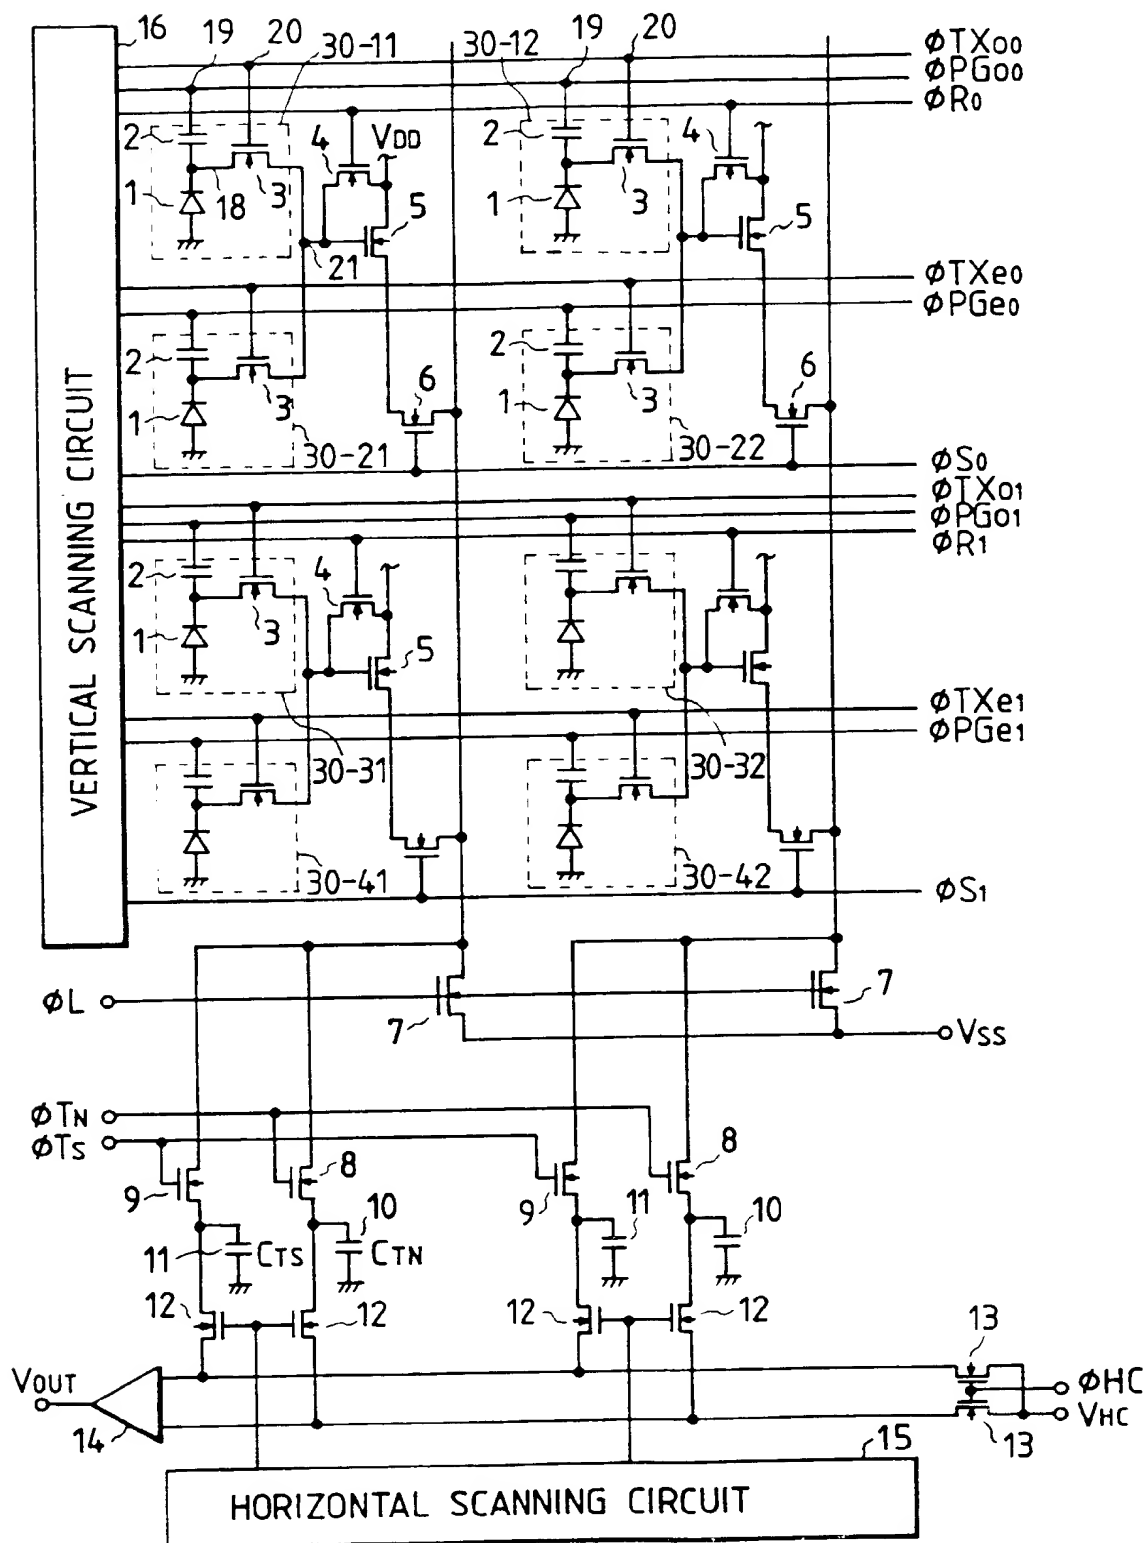 16 19 20 30-11 30-12 19 20 ϕTX00
ϕPG00
ϕR0
2 4 VDD 2 4
1 18 3 5 1 3 5
21
ϕTXe0
ϕPGe0
2 6 2 6
1 3 1 3
30-21 30-22
ϕS0
ϕTX01
ϕPG01
ϕR1
2 4
1 3 5
ϕTXe1
ϕPGe1
30-31 30-32
30-41 30-42
ϕS1
VERTICAL SCANNING CIRCUIT
ϕL 7 7
VSS
ϕTN
ϕTS
9 8 9 8
11 CTS 10 CTN 11 10
12 12 12 12
13
VOUT ϕHC
VHC
14 13
15
HORIZONTAL SCANNING CIRCUIT